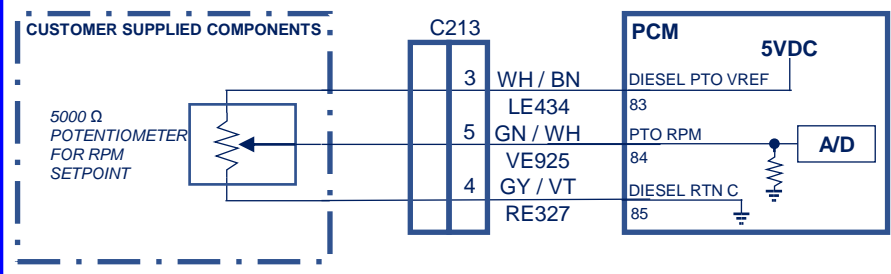 CUSTOMER SUPPLIED COMPONENTS
C213
PCM
5VDC
3
WH / BN
DIESEL PTO VREF
LE434
83
5000 Ω
POTENTIOMETER
FOR RPM
SETPOINT
5
GN / WH
PTO RPM
A/D
VE925
84
4
GY / VT
DIESEL RTN C
RE327
85